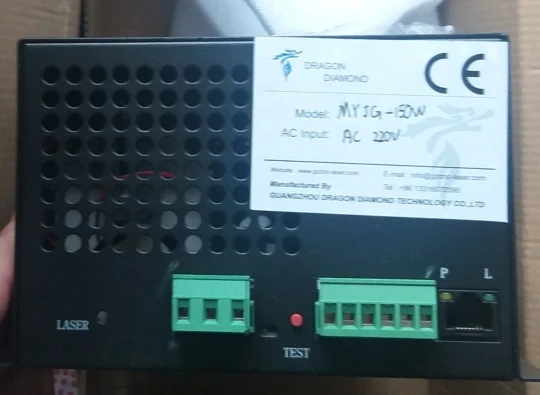 DRAGON
DIAMOND
CE
Model: MYJG-150W
AC Input: AC 220V
Manufactured By
GUANGZHOU DRAGON DIAMOND TECHNOLOGY CO.,LTD
P L
LASER
TEST